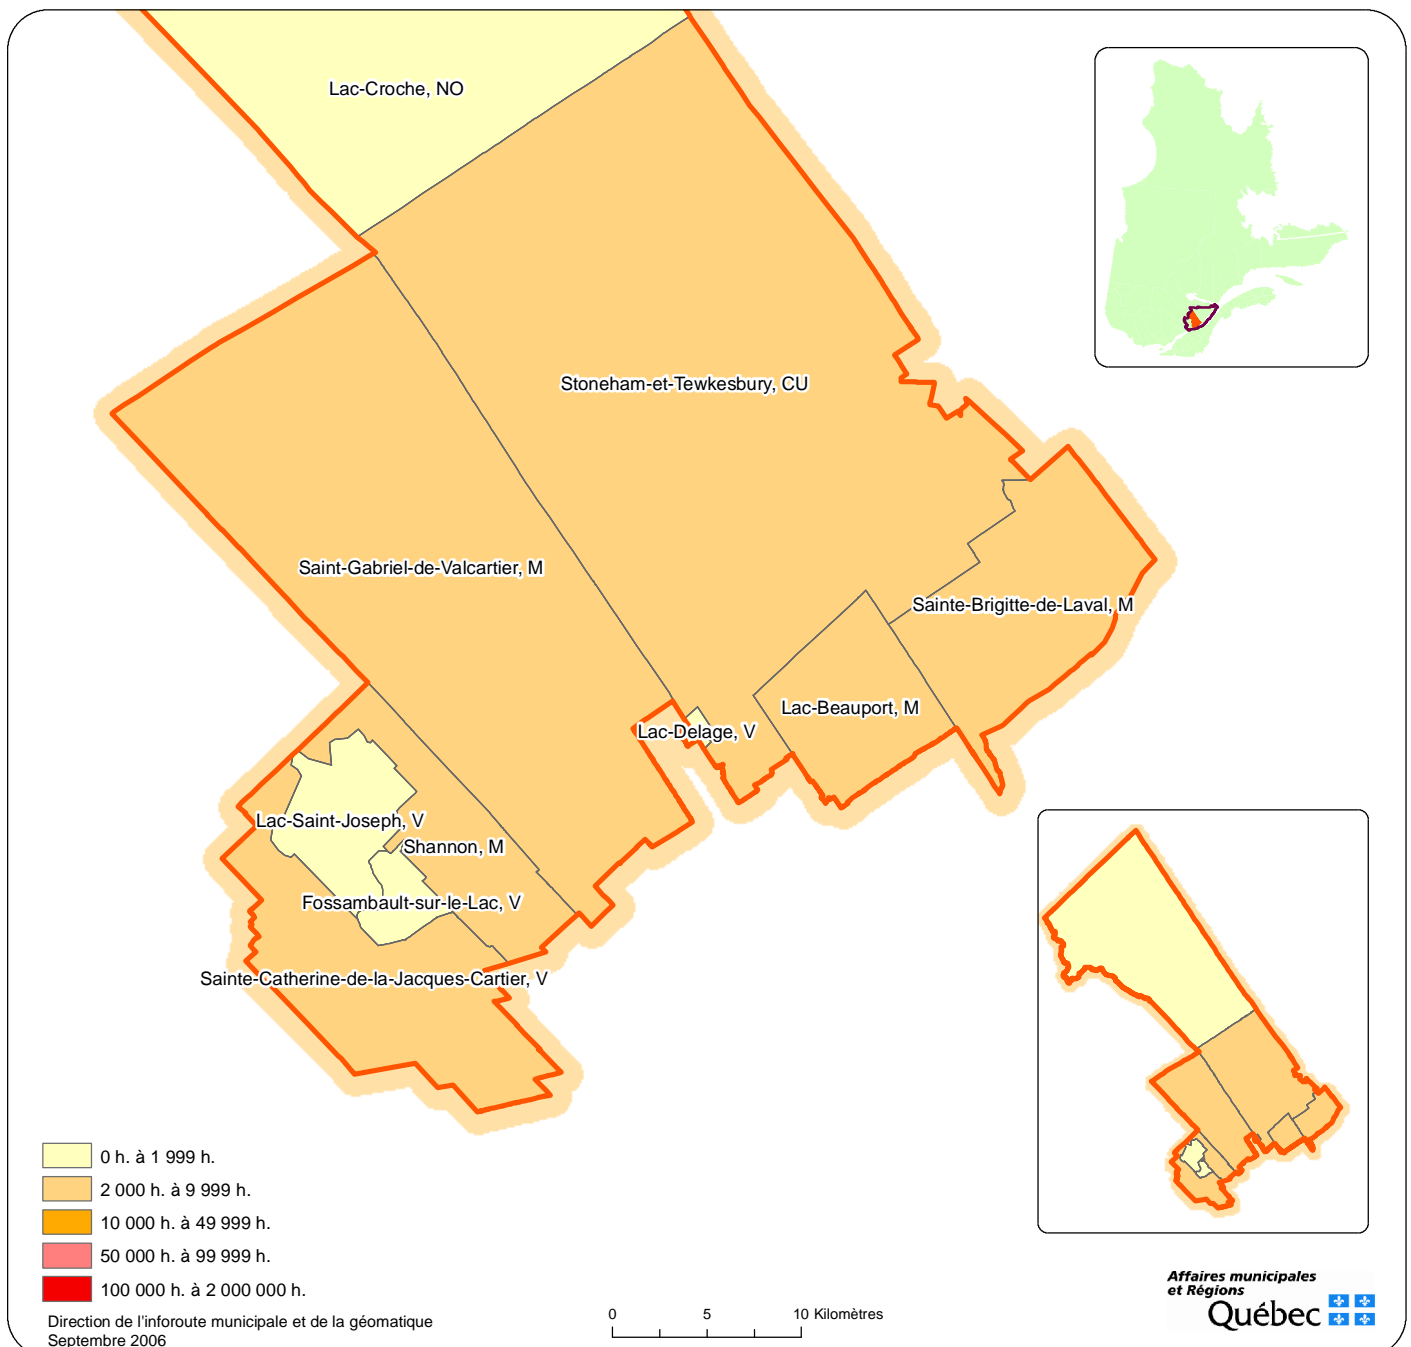 Lac-Croche, NO
Stoneham-et-Tewkesbury, CU
Saint-Gabriel-de-Valcartier, M
Sainte-Brigitte-de-Laval, M
Lac-Beauport, M
Lac-Delage, V
Lac-Saint-Joseph, V
Shannon, M
Fossambault-sur-le-Lac, V
Sainte-Catherine-de-la-Jacques-Cartier, V
0 h. à 1 999 h.
2 000 h. à 9 999 h.
10 000 h. à 49 999 h.
50 000 h. à 99 999 h.
100 000 h. à 2 000 000 h.
Direction de l'inforoute municipale et de la géomatique
Septembre 2006
0 5 10 Kilomètres
Affaires municipales
et Régions
Québec